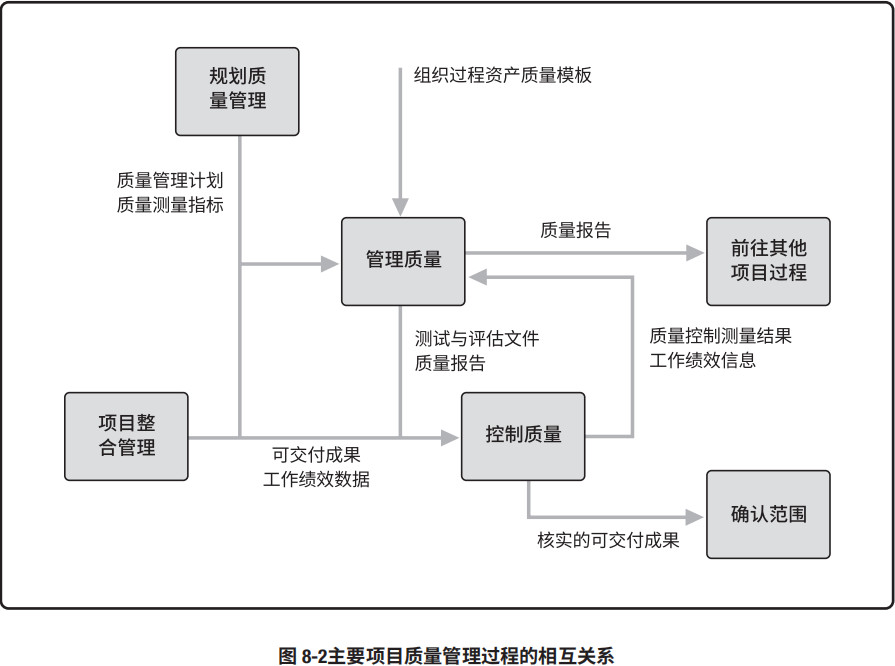 规划质
量管理
组织过程资产质量模板
质量管理计划
质量测量指标
管理质量
质量报告
前往其他
项目过程
测试与评估文件
质量报告
质量控制测量结果
工作绩效信息
项目整
合管理
可交付成果
工作绩效数据
控制质量
确认范围
核实的可交付成果
图 8-2主要项目质量管理过程的相互关系